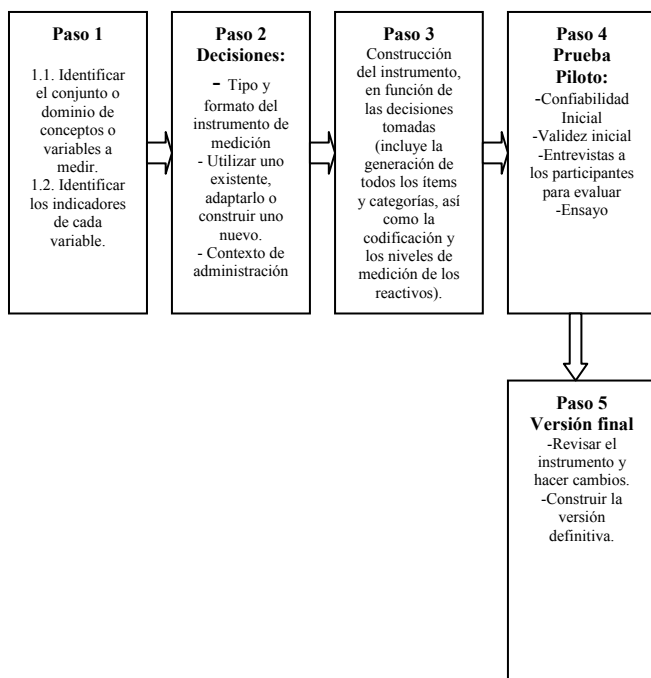 Paso 1
1.1. Identificar
el conjunto o
dominio de
conceptos o
variables a
medir.
1.2. Identificar
los indicadores
de cada
variable.
Paso 2
Decisiones:
- Tipo y
formato del
instrumento de
medición
- Utilizar uno
existente,
adaptarlo o
construir uno
nuevo.
- Contexto de
administración
Paso 3
Construcción
del instrumento,
en función de
las decisiones
tomadas
(incluye la
generación de
todos los ítems
y categorías, así
como la
codificación y
los niveles de
medición de los
reactivos).
Paso 4
Prueba
Piloto:
-Confiabilidad
Inicial
-Validez inicial
-Entrevistas a
los participantes
para evaluar
-Ensayo
Paso 5
Versión final
-Revisar el
instrumento y
hacer cambios.
-Construir la
versión
definitiva.